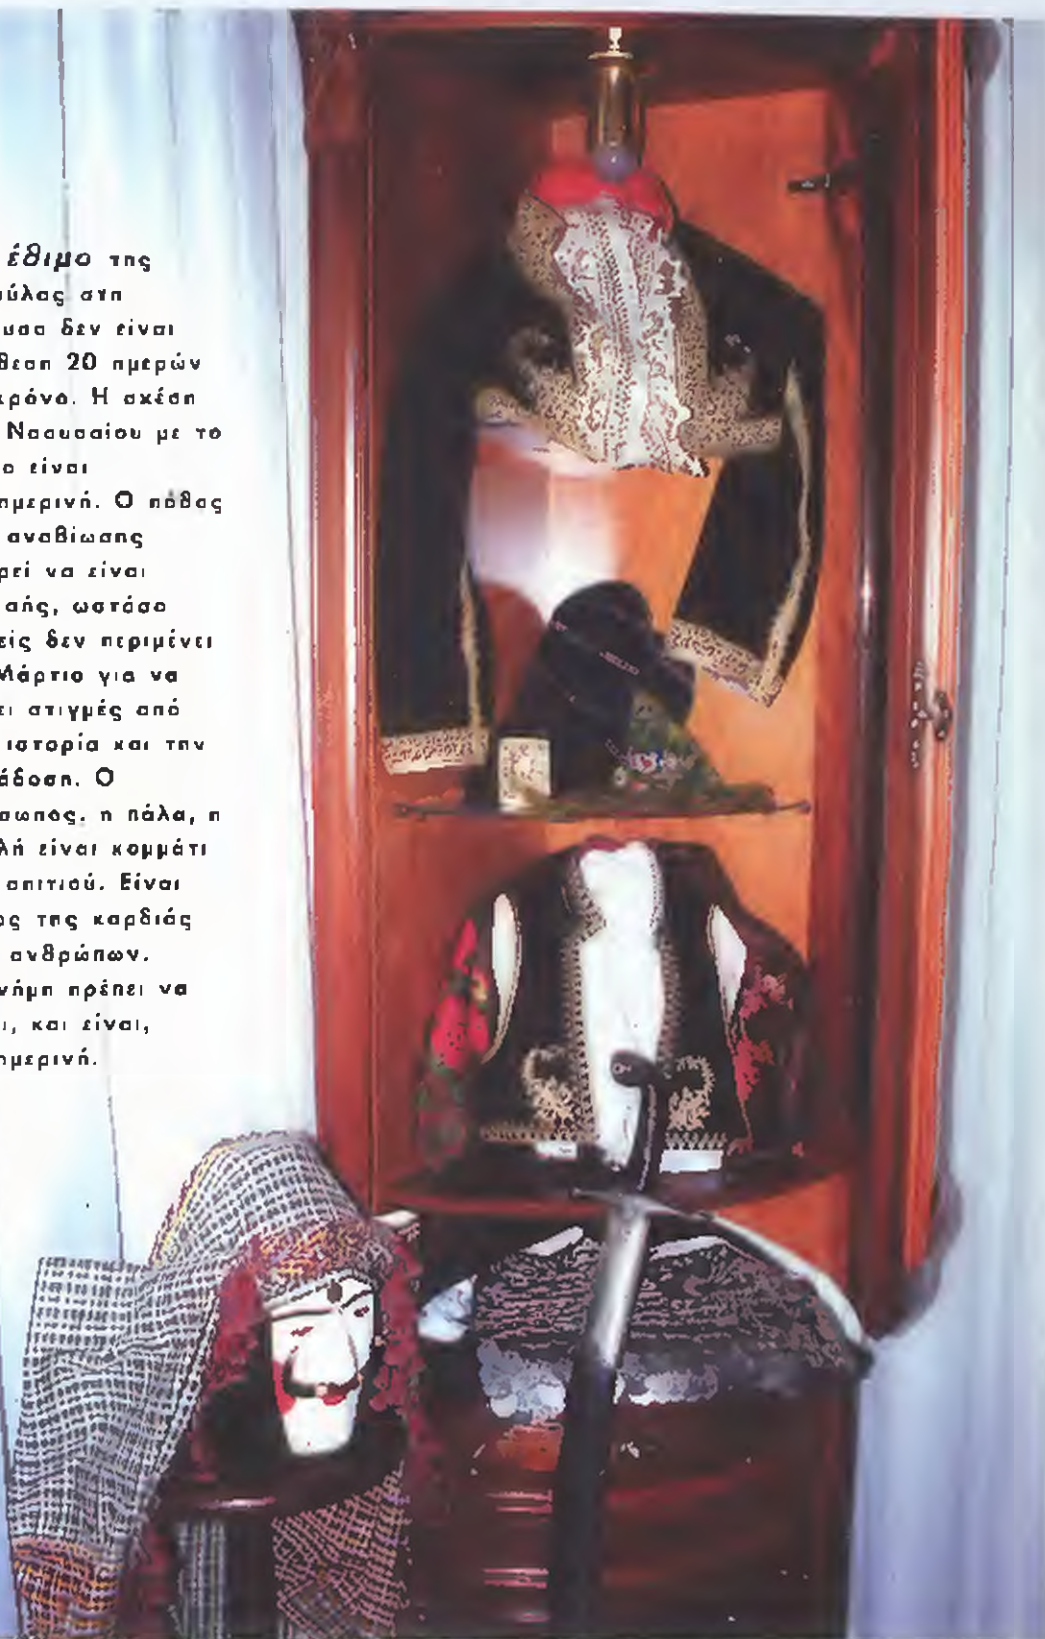 έθιμο της
ύλας στη
υσα δεν είναι
θεση 20 ημερών
χρόνο. Η σχέση
Ναουσαίου με το
ο είναι
ημερινή. Ο πόθος
αναβίωσης
ρεί να είναι
σής, ωστόσο
είς δεν περιμένει
Μάρτιο για να
ει στιγμές από
ιστορία και την
άδοση. Ο
σωπος, η πάλα, η
λή είναι κομμάτι
σπιτιού. Είναι
ος της καρδιάς
ανθρώπων.
νήμη πρέπει να
ι, και είναι,
ημερινή.